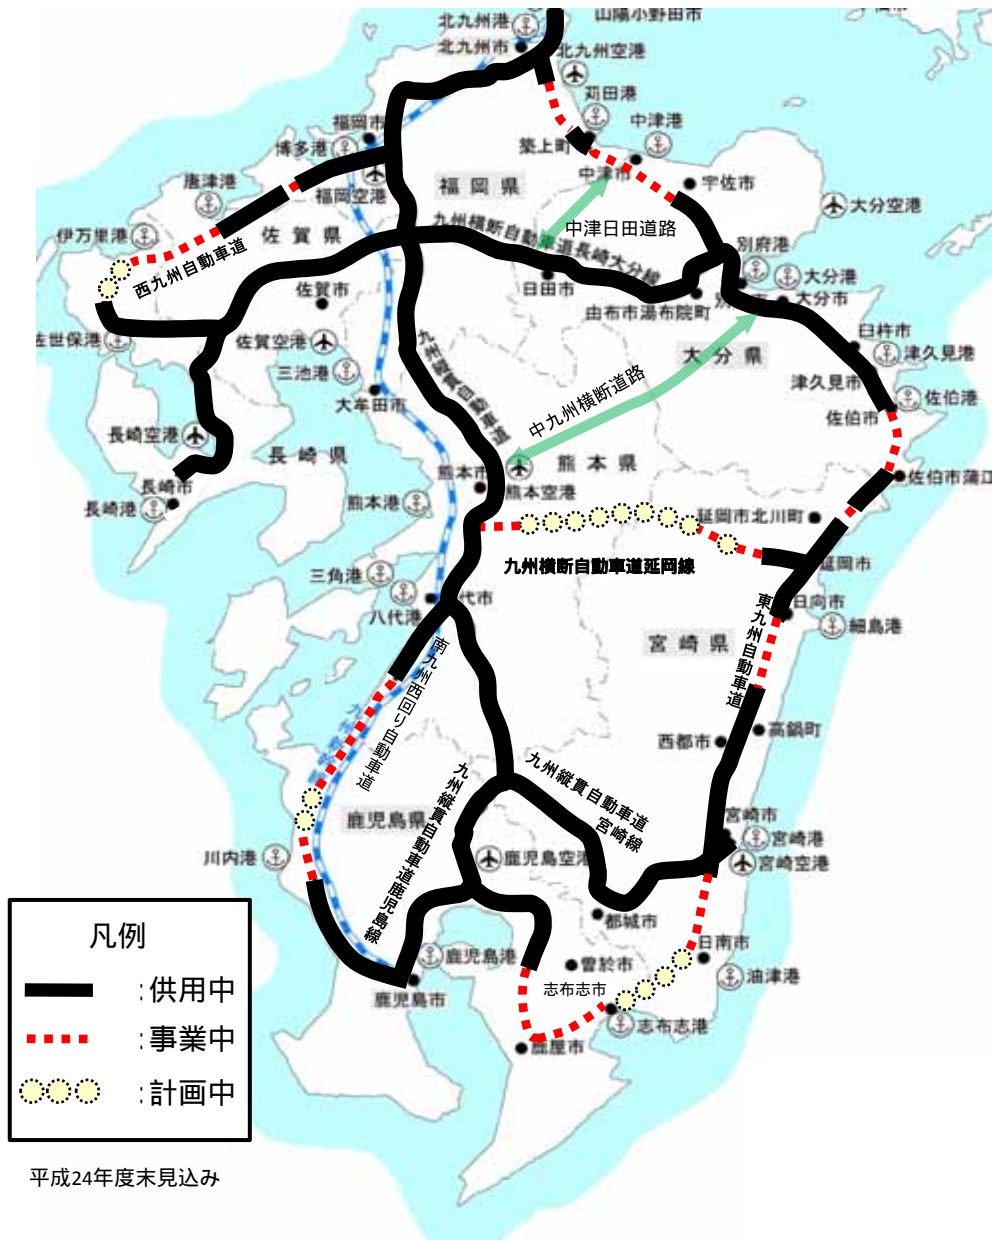 山陽小野田市
北九州港
北九州市
北九州空港
苅田港
福岡市
中津港
博多港
築上町
中津市
宇佐市
福岡空港
唐津港
福岡県
大分空港
伊万里港
佐賀県
九州横断自動車道長崎大分線
中津日田道路
別府港
西九州自動車道
大分港
佐賀市
日田市
由布市湯布院町
大分市
佐世保港
佐賀空港
大分県
臼杵市
津久見港
三池港
九州縦貫自動車道
津久見市
大牟田市
中九州横断道路
佐伯港
佐伯市
長崎空港
長崎県
熊本県
熊本市
熊本空港
佐伯市蒲江
長崎市
長崎港
熊本港
延岡市北川町
九州横断自動車道延岡線
延岡市
三角港
八代港
代市
日向市
細島港
東九州自動車道
宮崎県
南九州西回り自動車道
高鍋町
西都市
九州縦貫自動車道
宮崎線
九州縦貫自動車道鹿児島線
鹿児島県
宮崎市
宮崎港
宮崎空港
川内港
鹿児島空港
都城市
凡例
日南市
鹿児島港
曽於市
油津港
:供用中
鹿児島市
志布志市
志布志港
:事業中
鹿屋市
:計画中
平成24年度末見込み